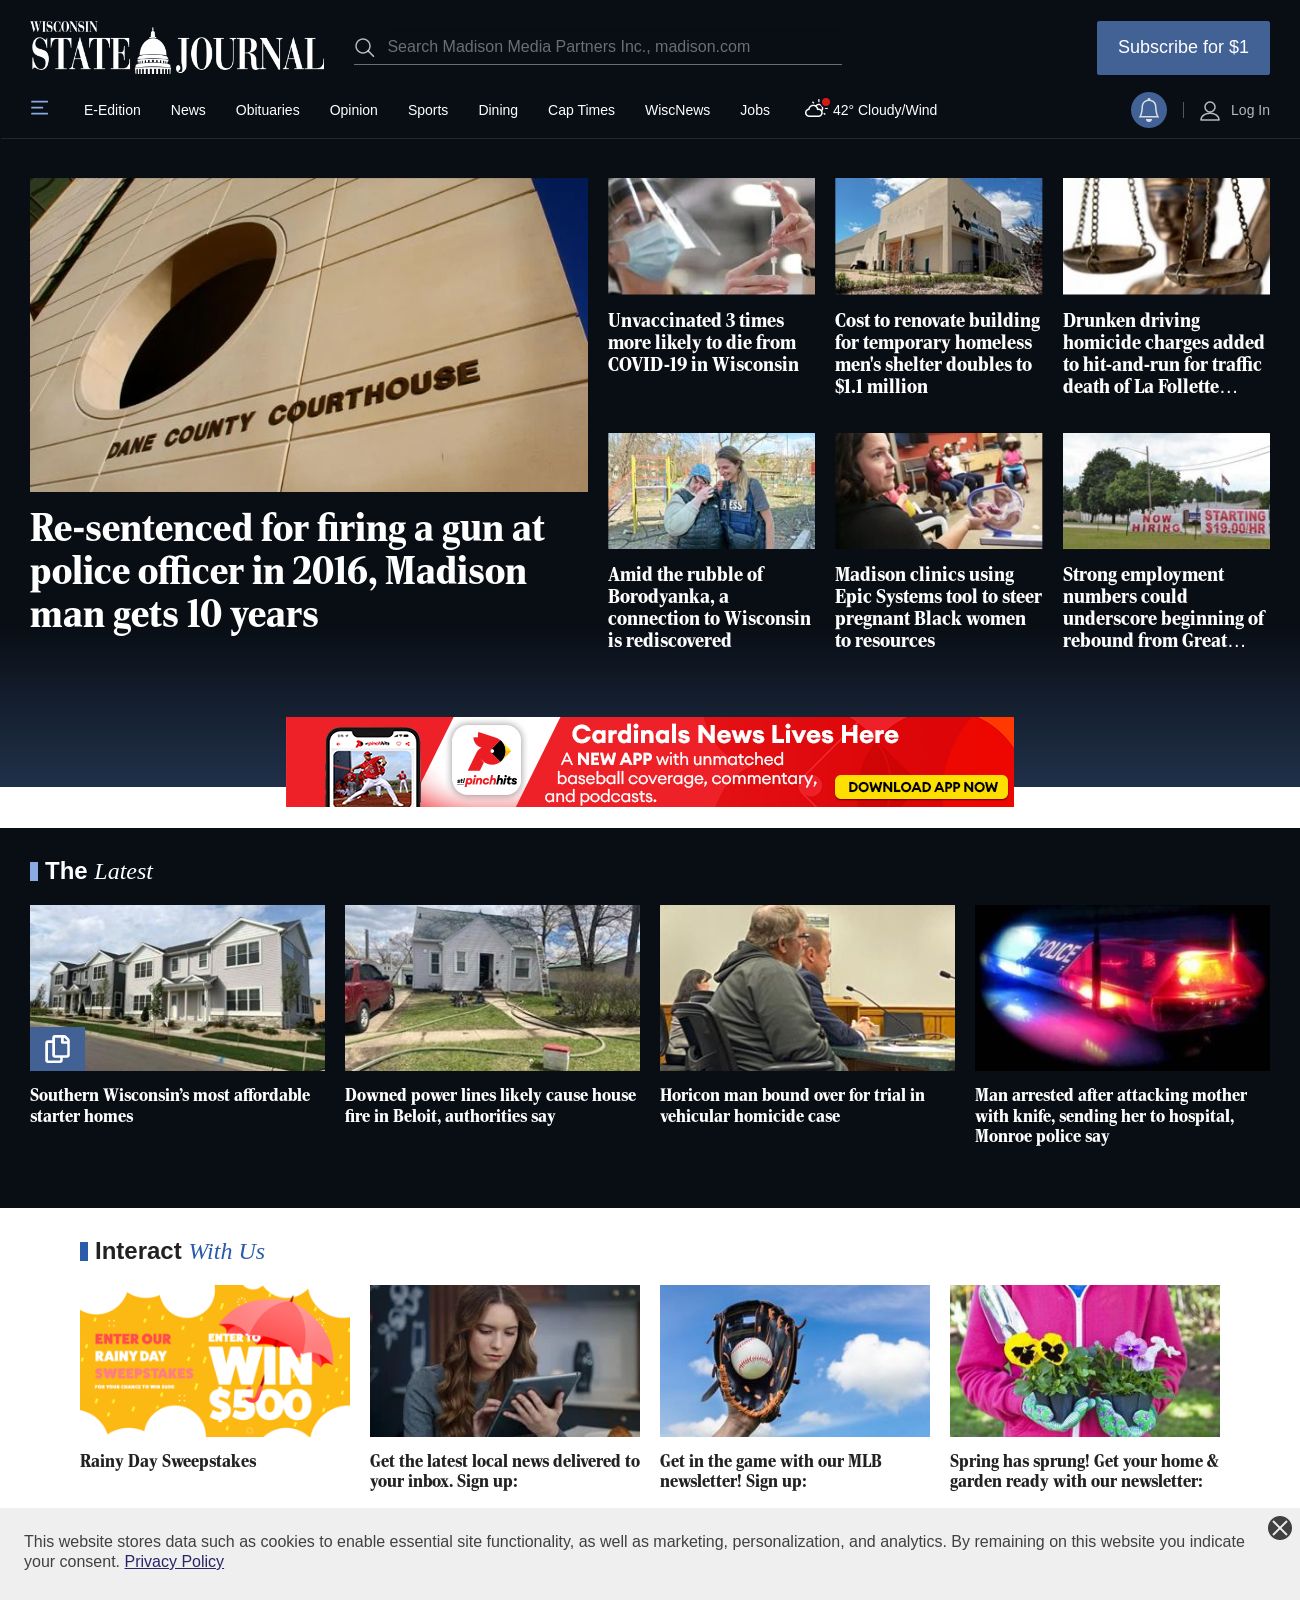 WISCONSIN
STATE JOURNAL
Search Madison Media Partners Inc., madison.com
Subscribe for $1
E-Edition
News
Obituaries
Opinion
Sports
Dining
Cap Times
WiscNews
Jobs
42° Cloudy/Wind
Log In
DANE COUNTY COURTHOUSE
Re-sentenced for firing a gun at
police officer in 2016, Madison
man gets 10 years
Unvaccinated 3 times
more likely to die from
COVID-19 in Wisconsin
Cost to renovate building
for temporary homeless
men's shelter doubles to
$1.1 million
Drunken driving
homicide charges added
to hit-and-run for traffic
death of La Follette…
PRESS
Amid the rubble of
Borodyanka, a
connection to Wisconsin
is rediscovered
Madison clinics using
Epic Systems tool to steer
pregnant Black women
to resources
NOW
HIRING
STARTING
$19.00/HR
Strong employment
numbers could
underscore beginning of
rebound from Great…
stlpinchhits
Cardinals News Lives Here
A NEW APP with unmatched
baseball coverage, commentary,
and podcasts.
DOWNLOAD APP NOW
The Latest
Southern Wisconsin’s most affordable
starter homes
Downed power lines likely cause house
fire in Beloit, authorities say
Horicon man bound over for trial in
vehicular homicide case
POLICE
Man arrested after attacking mother
with knife, sending her to hospital,
Monroe police say
Interact With Us
ENTER OUR
RAINY DAY
SWEEPSTAKES
FOR YOUR CHANCE TO WIN $500
ENTER TO
WIN
$500
Rainy Day Sweepstakes
Get the latest local news delivered to
your inbox. Sign up:
Get in the game with our MLB
newsletter! Sign up:
Spring has sprung! Get your home &
garden ready with our newsletter:
This website stores data such as cookies to enable essential site functionality, as well as marketing, personalization, and analytics. By remaining on this website you indicate
your consent. Privacy Policy